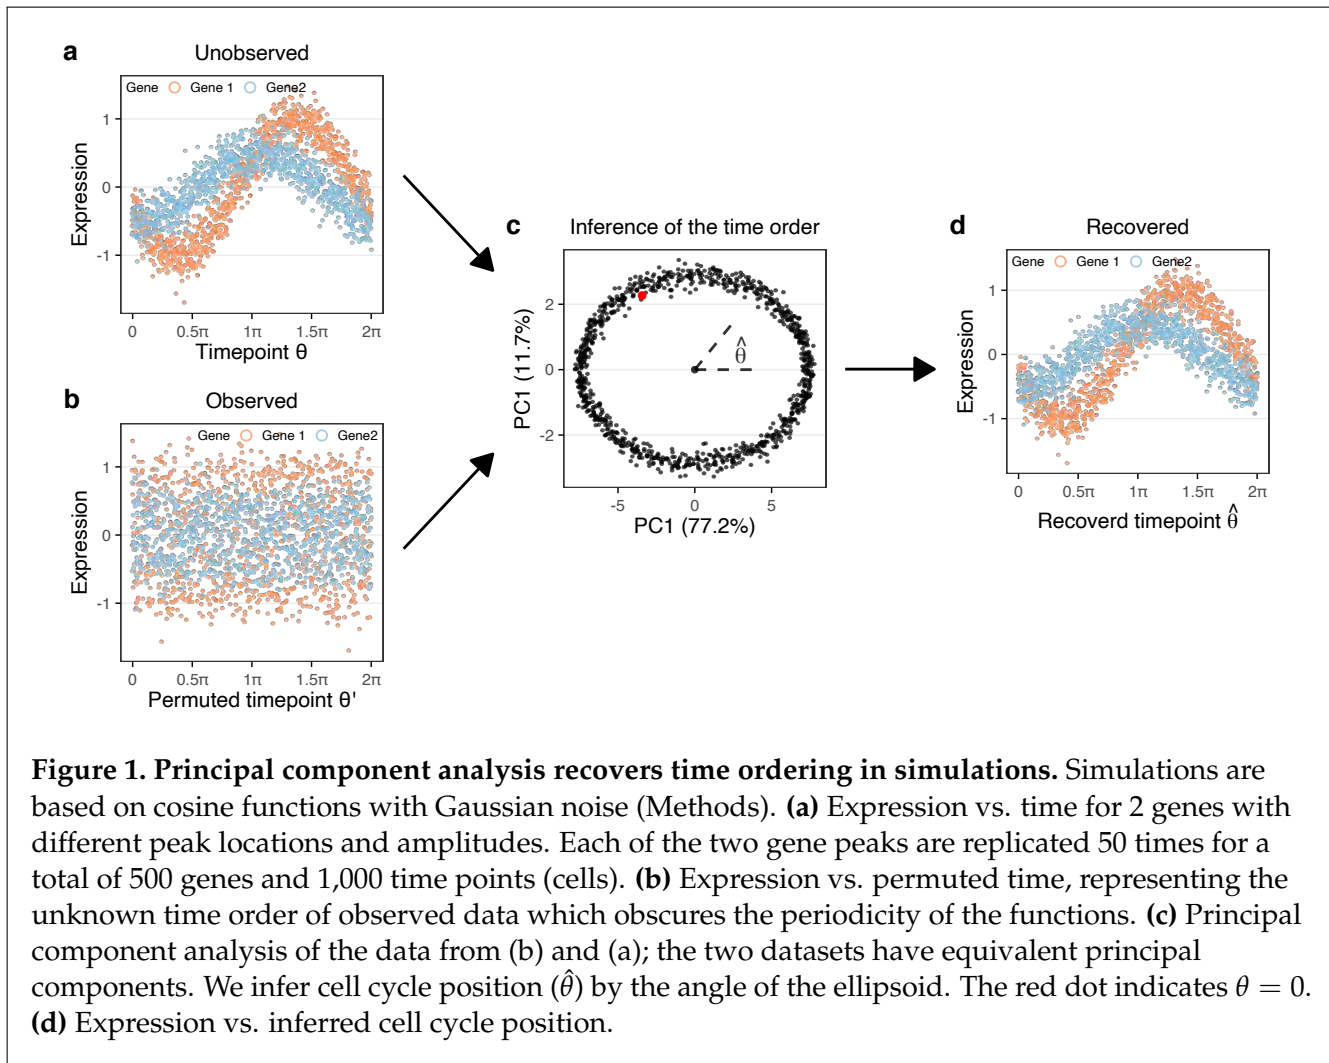 a
Unobserved
Gene Gene 1 Gene2
1
0
-1
Expression
0 0.5π 1π 1.5π 2π
Timepoint θ
b
Observed
Gene Gene 1 Gene2
1
0
-1
Expression
0 0.5π 1π 1.5π 2π
Permuted timepoint θ'
c
Inference of the time order
2
0
-2
PC1 (11.7%)
θ̂
-5 0 5
PC1 (77.2%)
d
Recovered
Gene Gene 1 Gene2
1
0
-1
Expression
0 0.5π 1π 1.5π 2π
Recoverd timepoint θ̂
Figure 1. Principal component analysis recovers time ordering in simulations. Simulations are
based on cosine functions with Gaussian noise (Methods). (a) Expression vs. time for 2 genes with
different peak locations and amplitudes. Each of the two gene peaks are replicated 50 times for a
total of 500 genes and 1,000 time points (cells). (b) Expression vs. permuted time, representing the
unknown time order of observed data which obscures the periodicity of the functions. (c) Principal
component analysis of the data from (b) and (a); the two datasets have equivalent principal
components. We infer cell cycle position (θ̂) by the angle of the ellipsoid. The red dot indicates θ = 0.
(d) Expression vs. inferred cell cycle position.